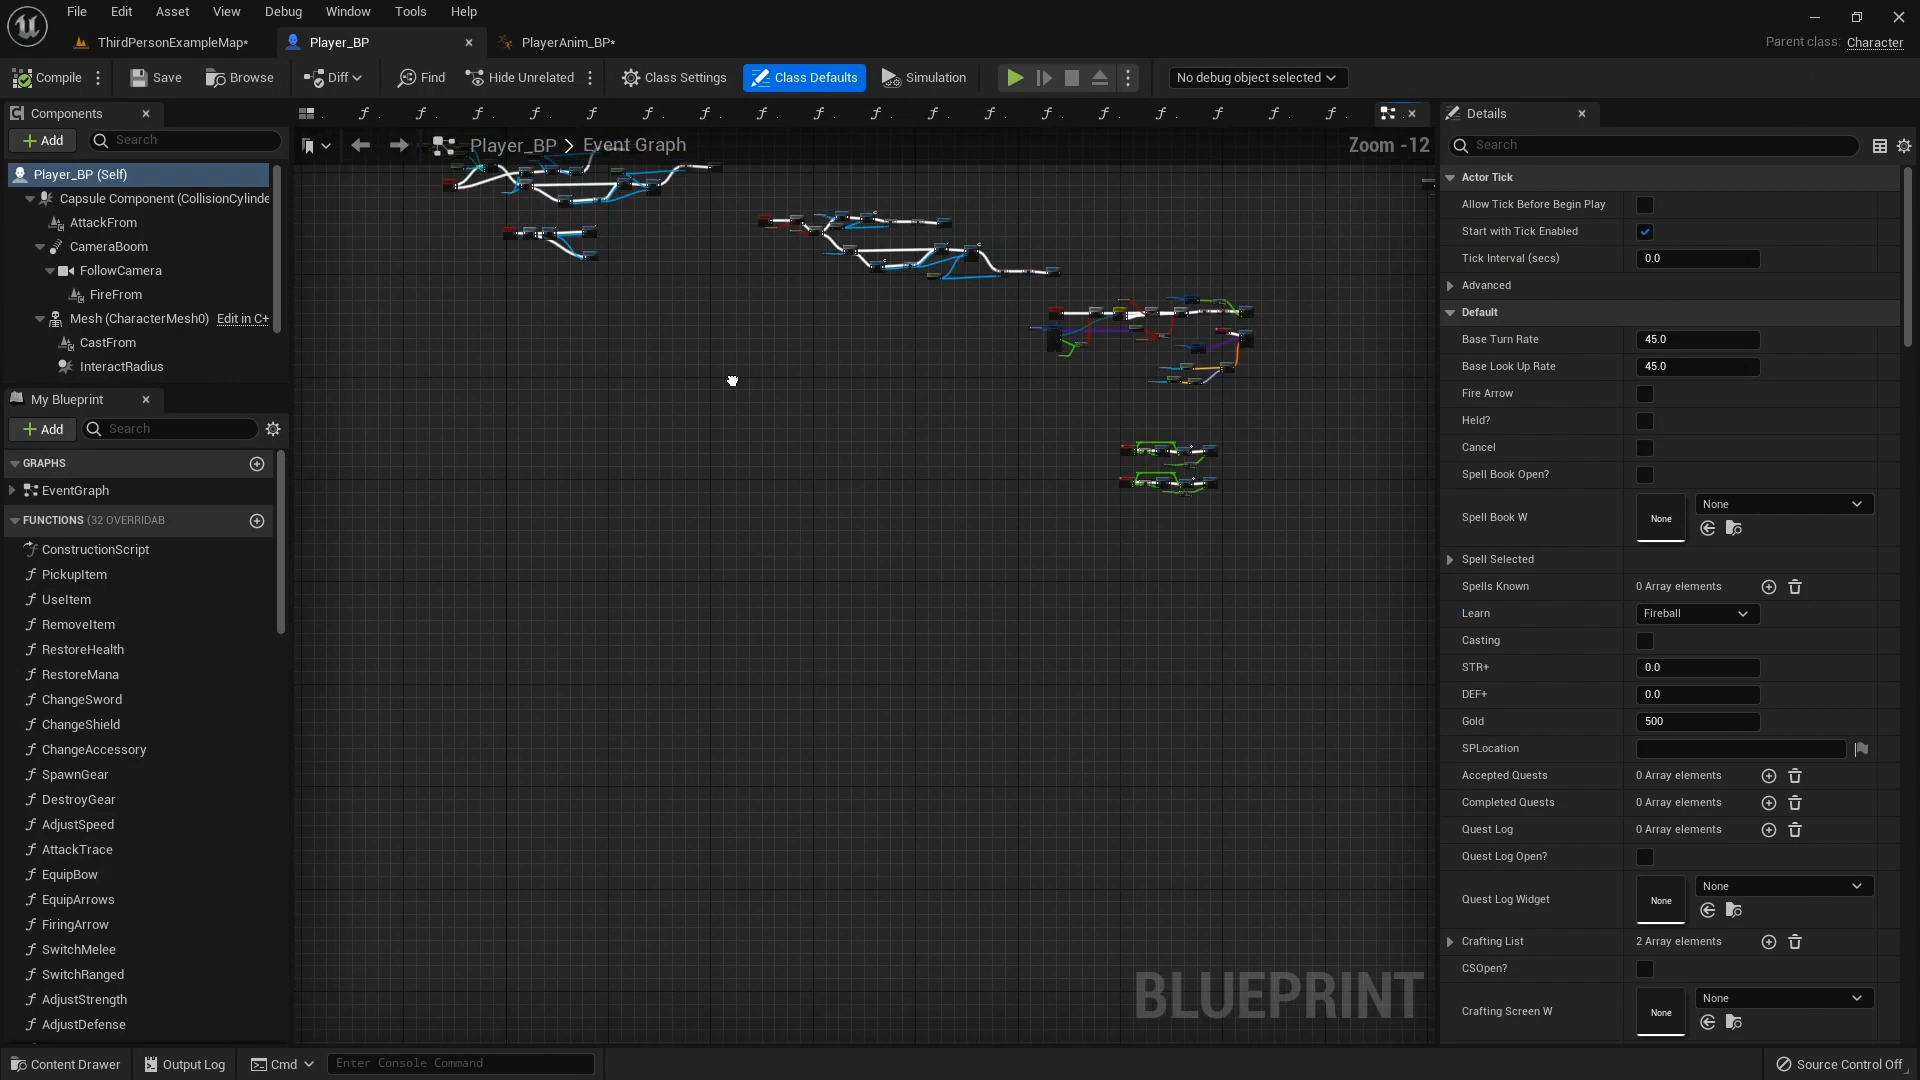 File Edit Asset View Debug Window Tools Help
ThirdPersonExampleMap* Player_BP PlayerAnim_BP* Parent class: Character
Compile Save Browse Diff Find Hide Unrelated Class Settings Class Defaults Simulation No debug object selected
Components
Add Search
Player_BP (Self)
Capsule Component (CollisionCylinde
AttackFrom
CameraBoom
FollowCamera
FireFrom
Mesh (CharacterMesh0) Edit in C+
CastFrom
InteractRadius
My Blueprint
Add Search
GRAPHS
EventGraph
FUNCTIONS (32 OVERRIDAB
ConstructionScript
PickupItem
UseItem
RemoveItem
RestoreHealth
RestoreMana
ChangeSword
ChangeShield
ChangeAccessory
SpawnGear
DestroyGear
AdjustSpeed
AttackTrace
EquipBow
EquipArrows
FiringArrow
SwitchMelee
SwitchRanged
AdjustStrength
AdjustDefense
Player_BP > Event Graph Zoom -12
BLUEPRINT
Details
Search
Actor Tick
Allow Tick Before Begin Play
Start with Tick Enabled
Tick Interval (secs) 0.0
Advanced
Default
Base Turn Rate 45.0
Base Look Up Rate 45.0
Fire Arrow
Held?
Cancel
Spell Book Open?
Spell Book W None None
Spell Selected
Spells Known 0 Array elements
Learn Fireball
Casting
STR+ 0.0
DEF+ 0.0
Gold 500
SPLocation
Accepted Quests 0 Array elements
Completed Quests 0 Array elements
Quest Log 0 Array elements
Quest Log Open?
Quest Log Widget None None
Crafting List 2 Array elements
CSOpen?
Crafting Screen W None None
Content Drawer Output Log Cmd Enter Console Command Source Control Off